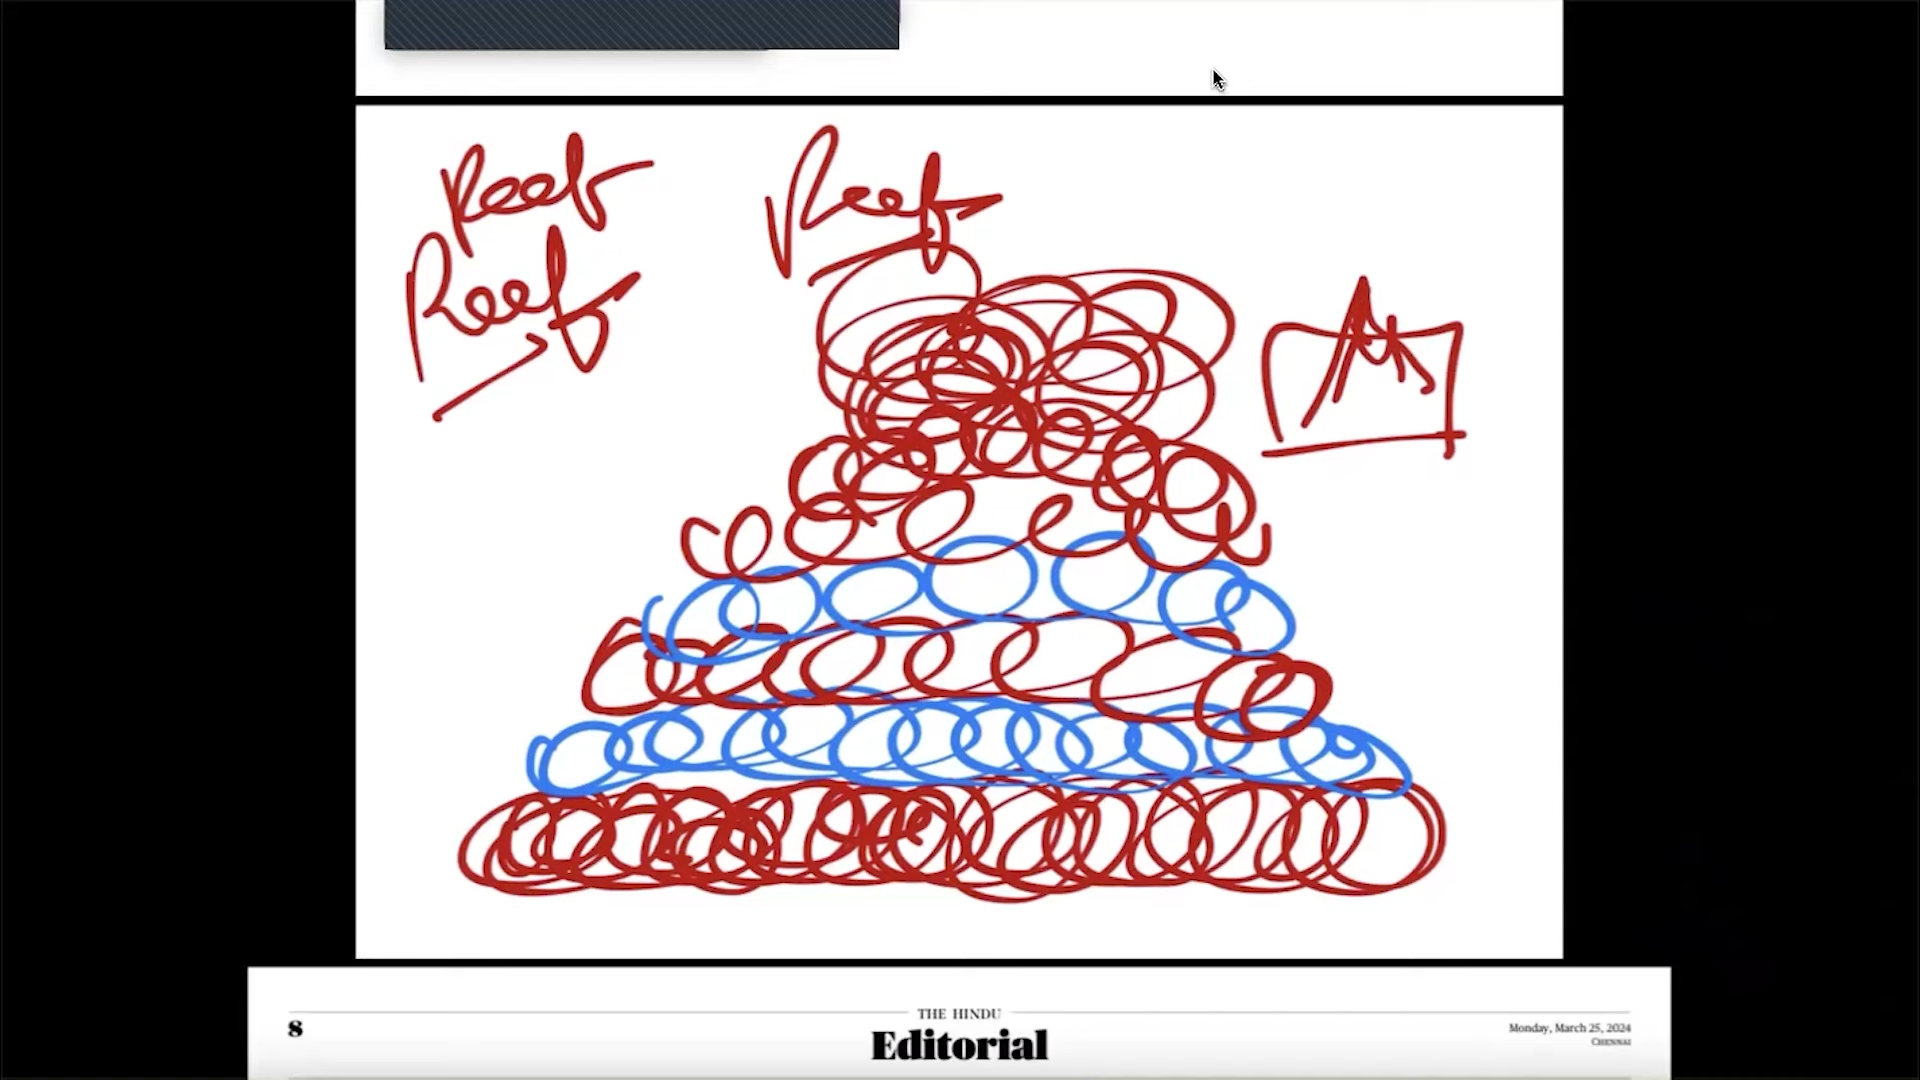 Reef
Reef
Reef
8
THE HINDU
Editorial
Monday, March 25, 2024
CHENNAI